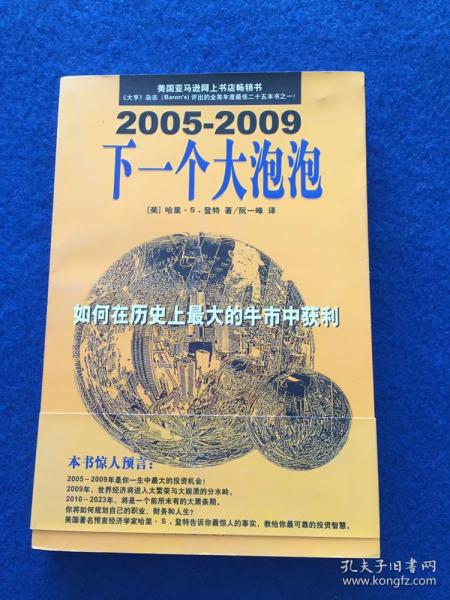 美国亚马逊网上书店畅销书
《大亨》杂志（Baron's）评出的全美年度最佳二十五本书之一！
2005-2009
下一个大泡泡
[美] 哈里·S.登特 著/阮一峰 译
如何在历史上最大的牛市中获利
本书惊人预言：
2005－2009年是你一生中最大的投资机会！
2009年，世界经济将进入大繁荣与大崩溃的分水岭。
2010－2023年，将是一个前所未有的大萧条期。
你将如何规划自己的职业、财务和人生？
美国著名预言经济学家哈里·S.登特告诉你最惊人的事实，教给你最可靠的投资智慧。
孔夫子旧书网
www.kongfz.com